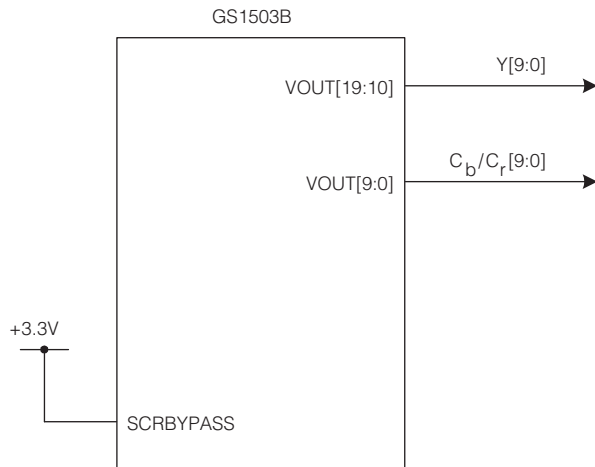 GS1503B
Y[9:0]
VOUT[19:10]
Cb/Cr[9:0]
VOUT[9:0]
+3.3V
SCRBYPASS